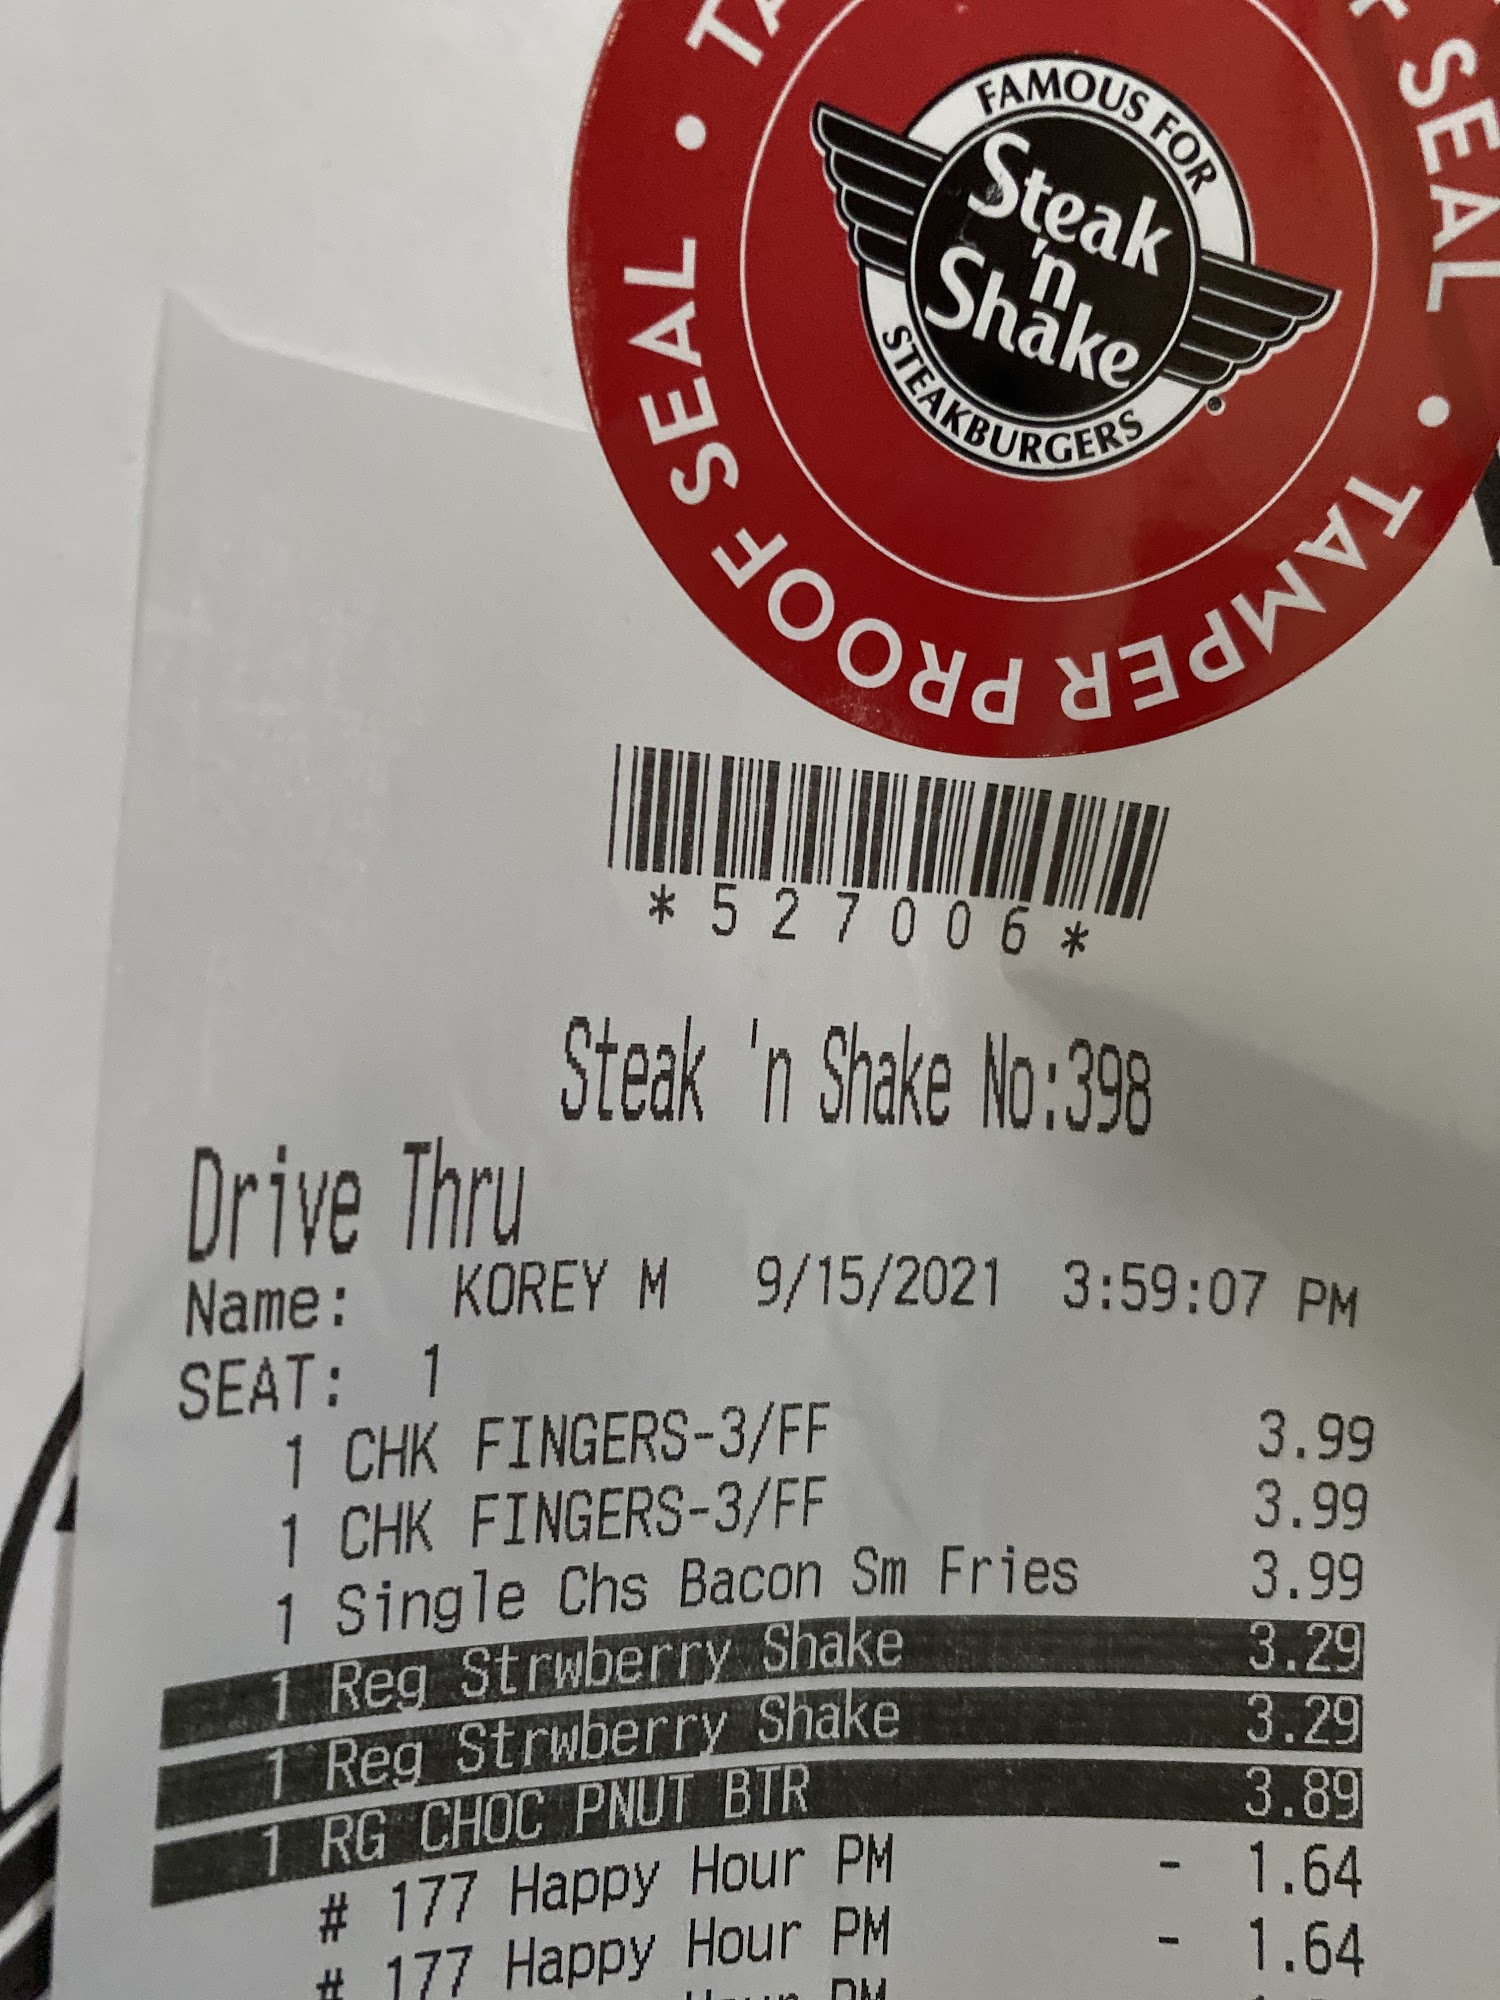 TAMPER PROOF SEAL • TA
R SEAL •
FAMOUS FOR
Steak
'n
Shake
STEAKBURGERS
*527006*
Steak 'n Shake No:398
Drive Thru
Name: KOREY M 9/15/2021 3:59:07 PM
SEAT: 1
1 CHK FINGERS-3/FF 3.99
1 CHK FINGERS-3/FF 3.99
1 Single Chs Bacon Sm Fries 3.99
1 Reg Strwberry Shake 3.29
1 Reg Strwberry Shake 3.29
1 RG CHOC PNUT BTR 3.89
# 177 Happy Hour PM - 1.64
# 177 Happy Hour PM - 1.64
Hour PM